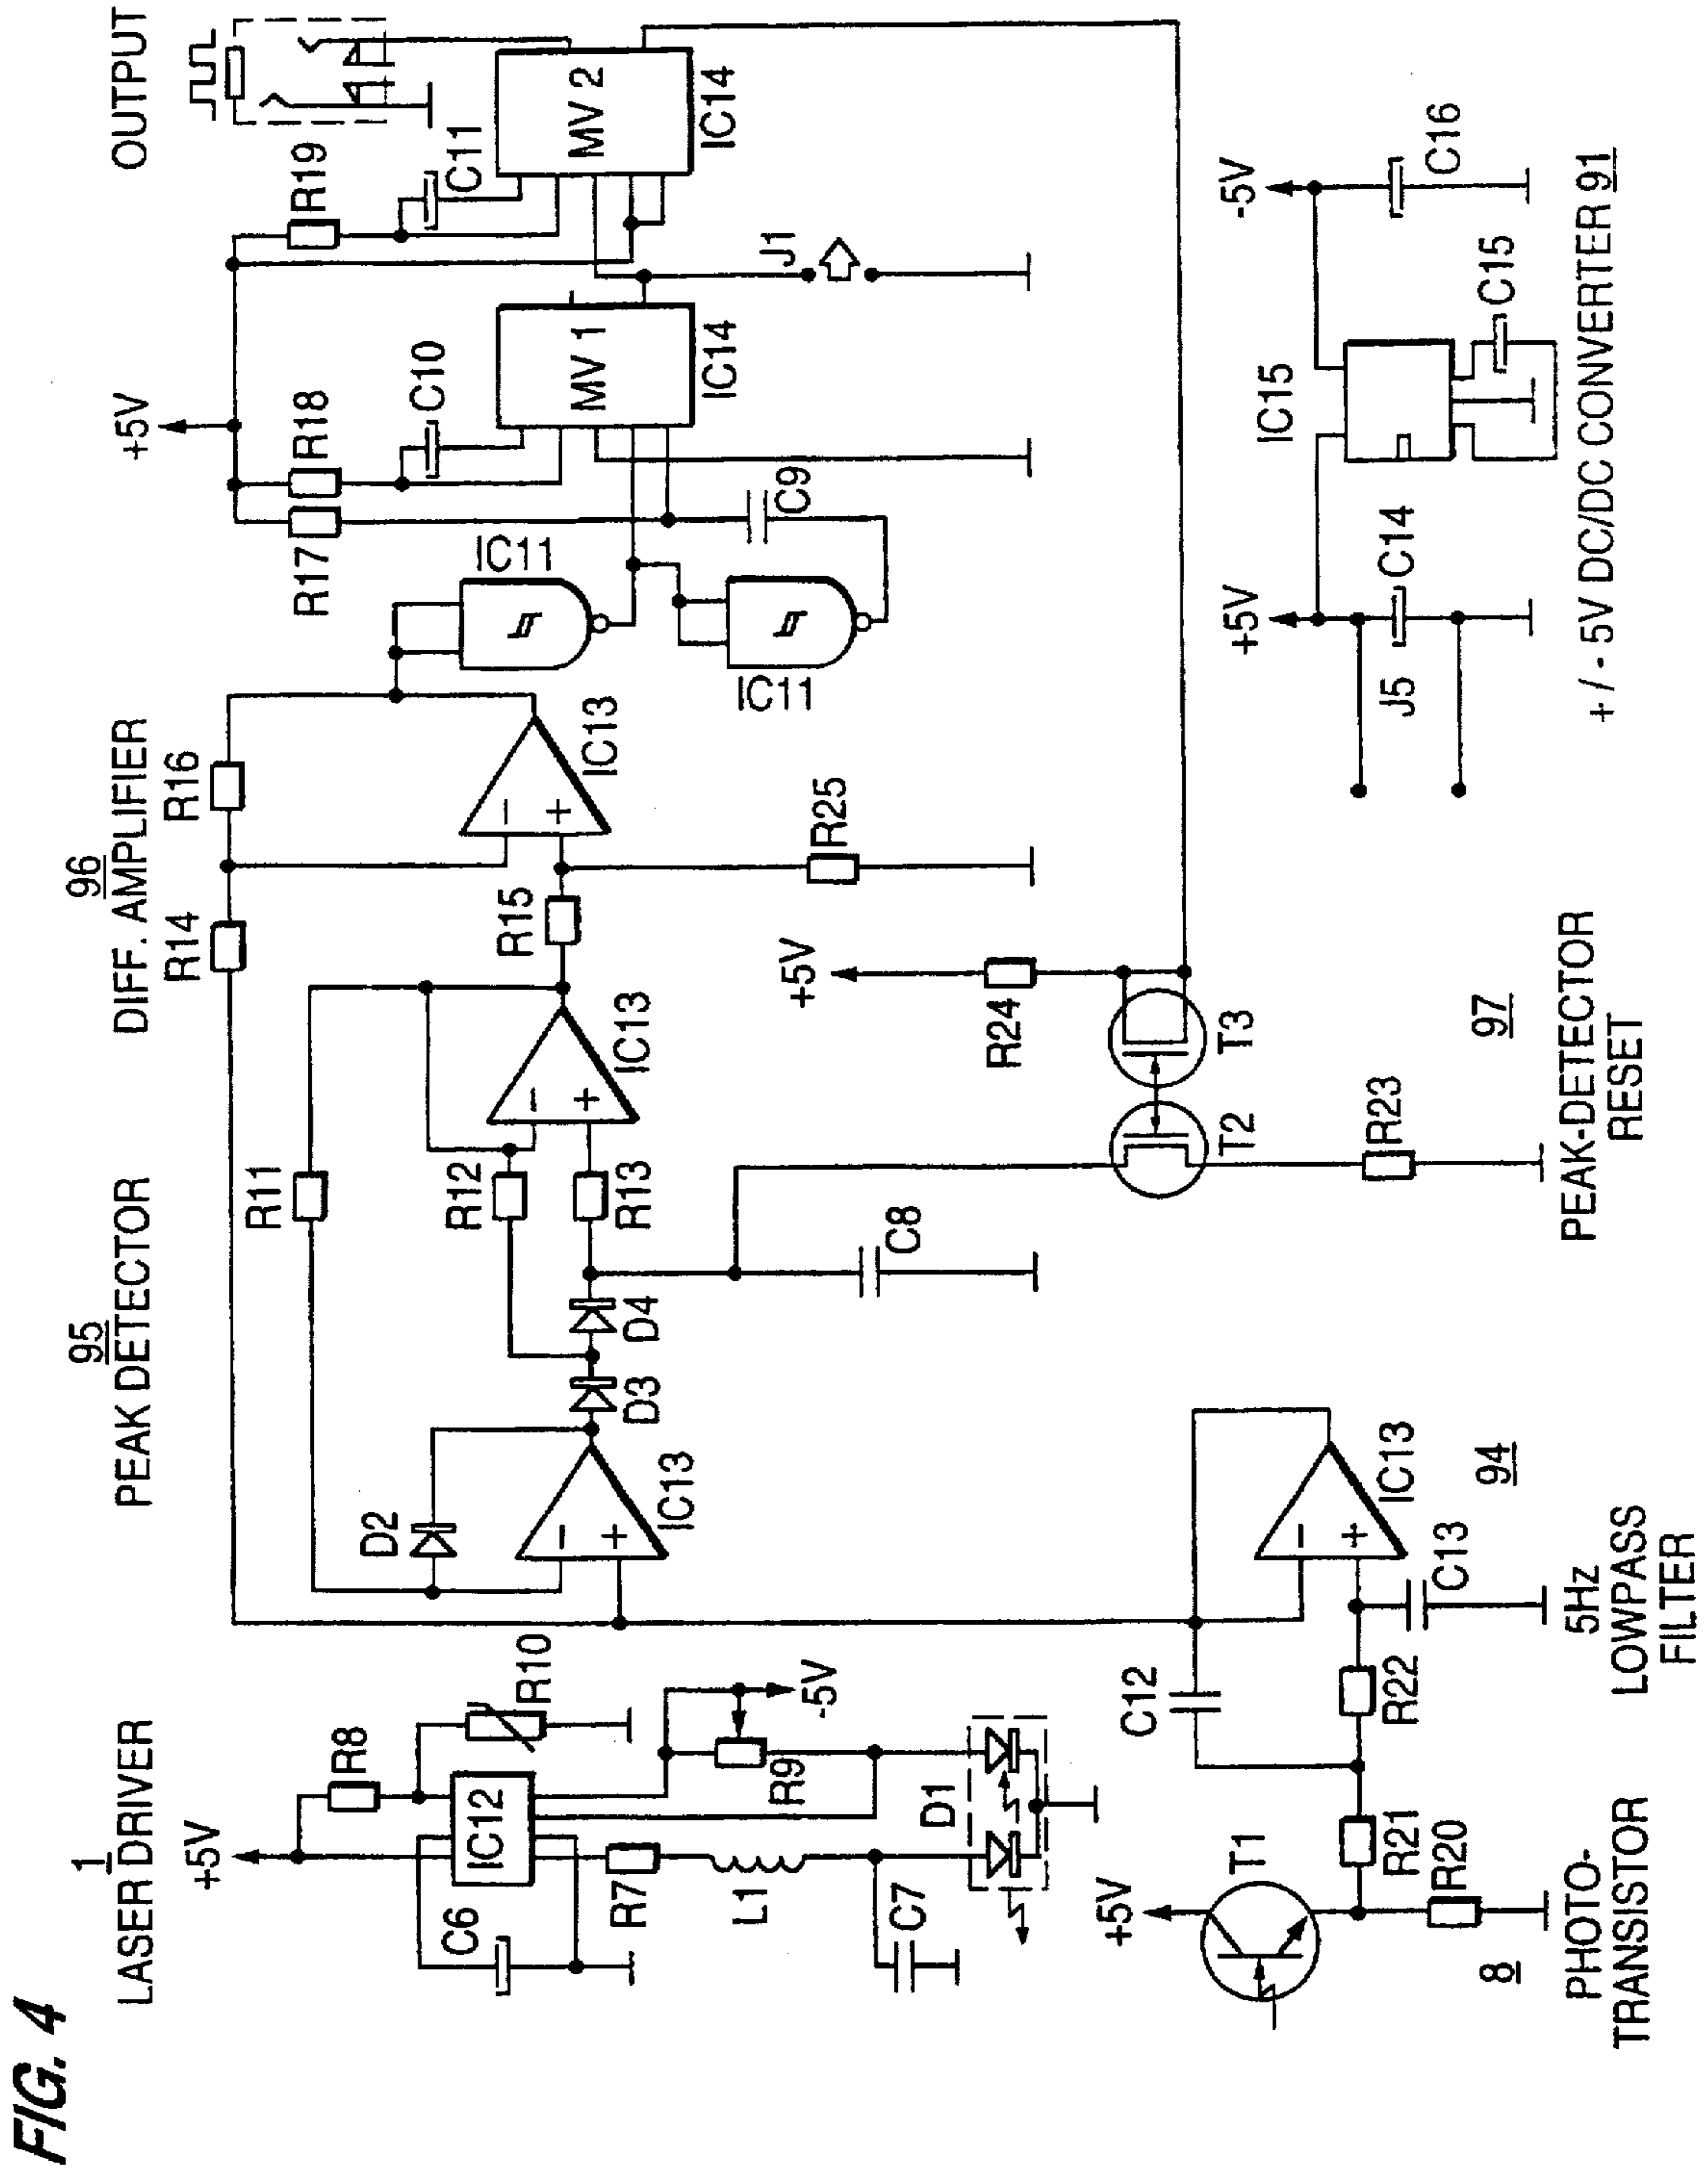 FIG. 4
1
LASER DRIVER
+5V
R8
R10
IC12
C6
R7
L1
R9
-5V
C7
D1
95
PEAK DETECTOR
D2
-
+
IC13
D3
D4
R11
R12
R13
-
+
IC13
C8
96
DIFF. AMPLIFIER
R14
R16
R15
-
+
IC13
R25
IC11
IC11
+5V
R17
R18
C10
C9
MV 1
IC14
R19
C11
MV 2
IC14
J1
OUTPUT
+5V
T1
R21
R20
8
PHOTO-
TRANSISTOR
C12
R22
-
+
IC13
C13
94
5Hz
LOWPASS
FILTER
+5V
R24
T3
T2
R23
97
PEAK-DETECTOR
RESET
+5V
J5
C14
IC15
C15
-5V
C16
+ / - 5V DC/DC CONVERTER 91